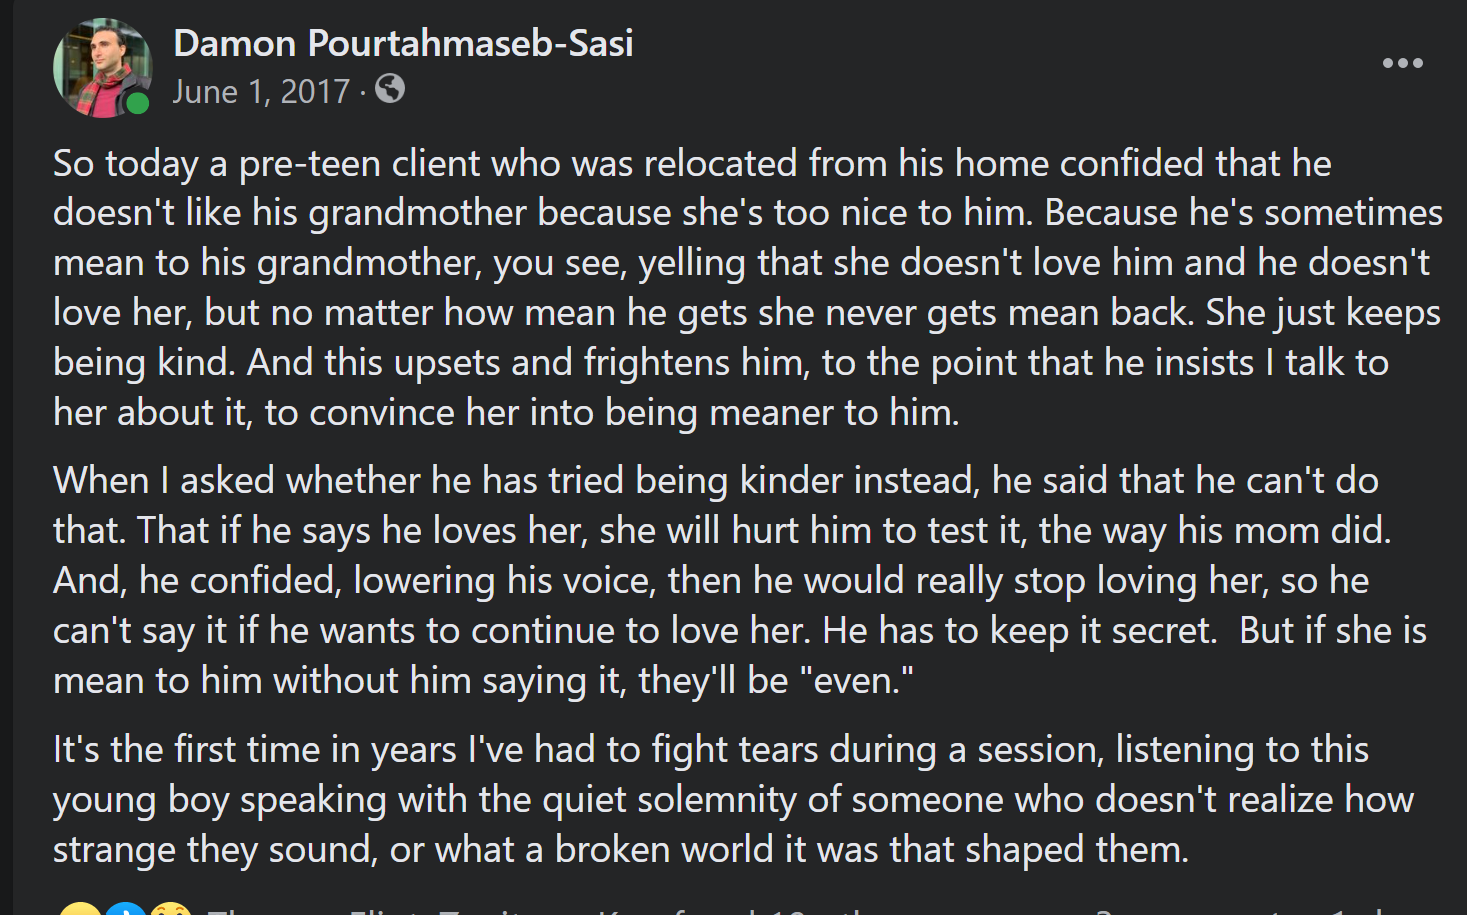 Damon Pourtahmaseb-Sasi
June 1, 2017 ·
So today a pre-teen client who was relocated from his home confided that he
doesn't like his grandmother because she's too nice to him. Because he's sometimes
mean to his grandmother, you see, yelling that she doesn't love him and he doesn't
love her, but no matter how mean he gets she never gets mean back. She just keeps
being kind. And this upsets and frightens him, to the point that he insists I talk to
her about it, to convince her into being meaner to him.
When I asked whether he has tried being kinder instead, he said that he can't do
that. That if he says he loves her, she will hurt him to test it, the way his mom did.
And, he confided, lowering his voice, then he would really stop loving her, so he
can't say it if he wants to continue to love her. He has to keep it secret.  But if she is
mean to him without him saying it, they'll be "even."
It's the first time in years I've had to fight tears during a session, listening to this
young boy speaking with the quiet solemnity of someone who doesn't realize how
strange they sound, or what a broken world it was that shaped them.